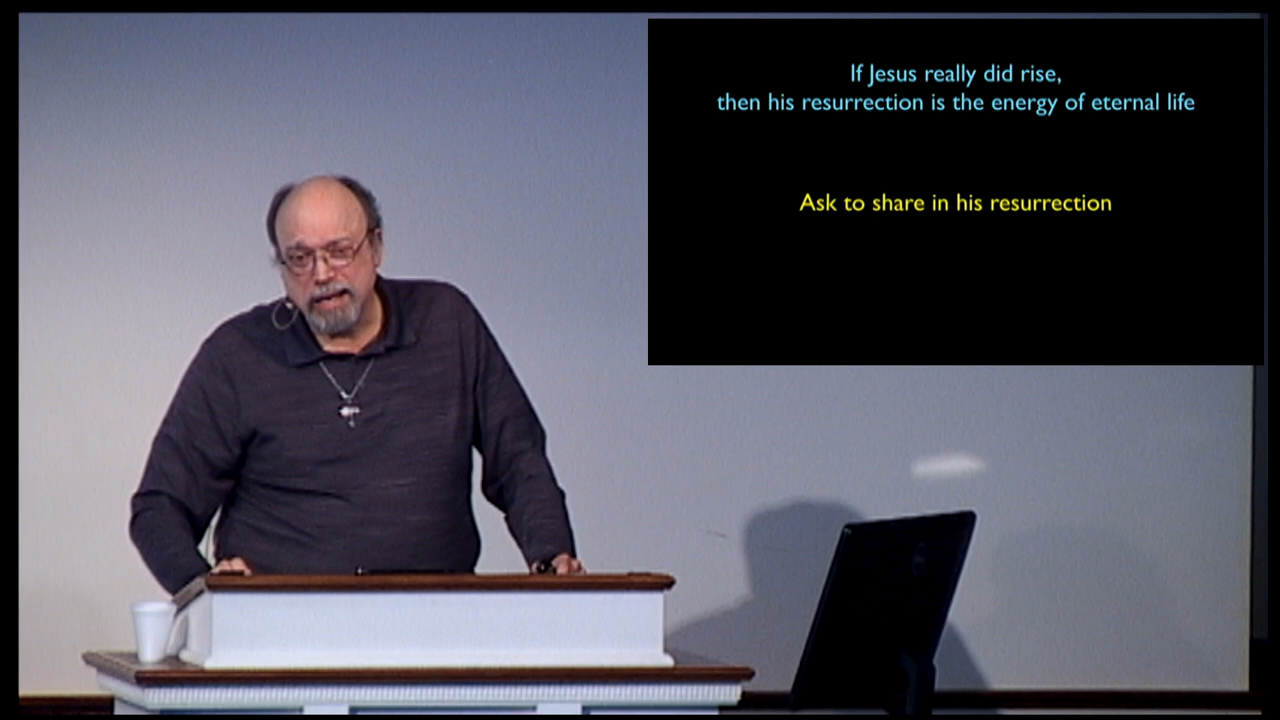 If Jesus really did rise,
then his resurrection is the energy of eternal life
Ask to share in his resurrection